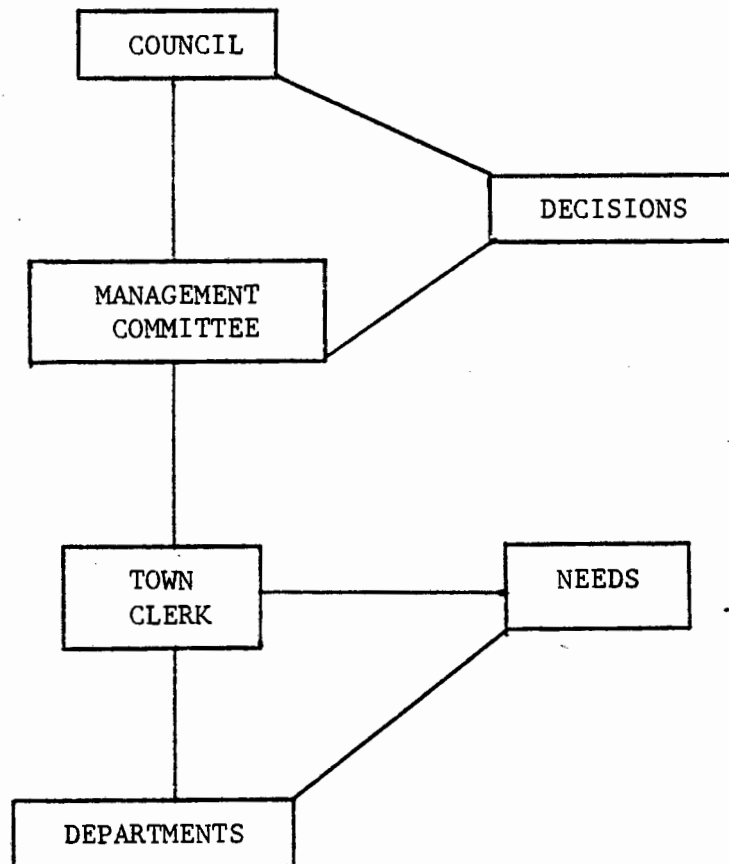 COUNCIL
DECISIONS
MANAGEMENT
COMMITTEE
TOWN
CLERK
NEEDS
DEPARTMENTS